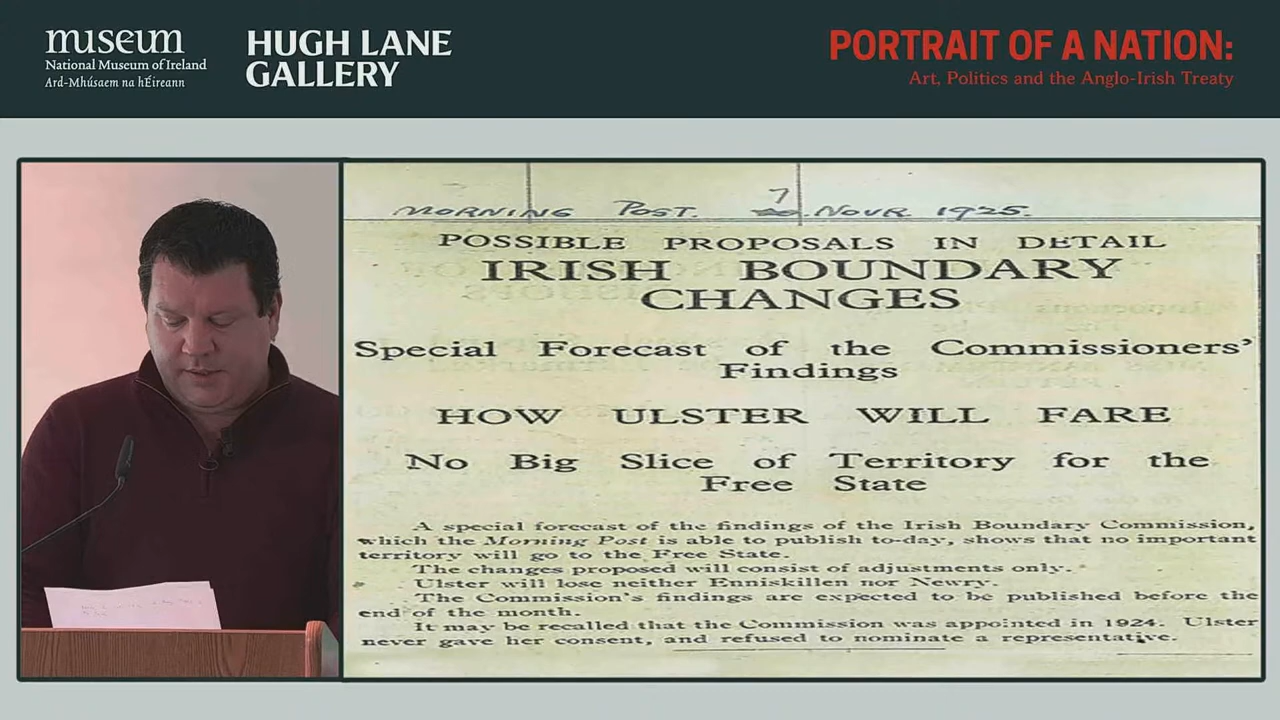 museum
National Museum of Ireland
Ard-Mhúsaem na hÉireann
HUGH LANE
GALLERY
PORTRAIT OF A NATION:
Art, Politics and the Anglo-Irish Treaty
MORNING POST. 7 NOVR 1925.
POSSIBLE PROPOSALS IN DETAIL
IRISH BOUNDARY
CHANGES
Special Forecast of the Commissioners'
Findings
HOW ULSTER WILL FARE
No Big Slice of Territory for the
Free State
A special forecast of the findings of the Irish Boundary Commission,
which the Morning Post is able to publish to-day, shows that no important
territory will go to the Free State.
The changes proposed will consist of adjustments only.
Ulster will lose neither Enniskillen nor Newry.
The Commission's findings are expected to be published before the
end of the month.
It may be recalled that the Commission was appointed in 1924. Ulster
never gave her consent, and refused to nominate a representative.